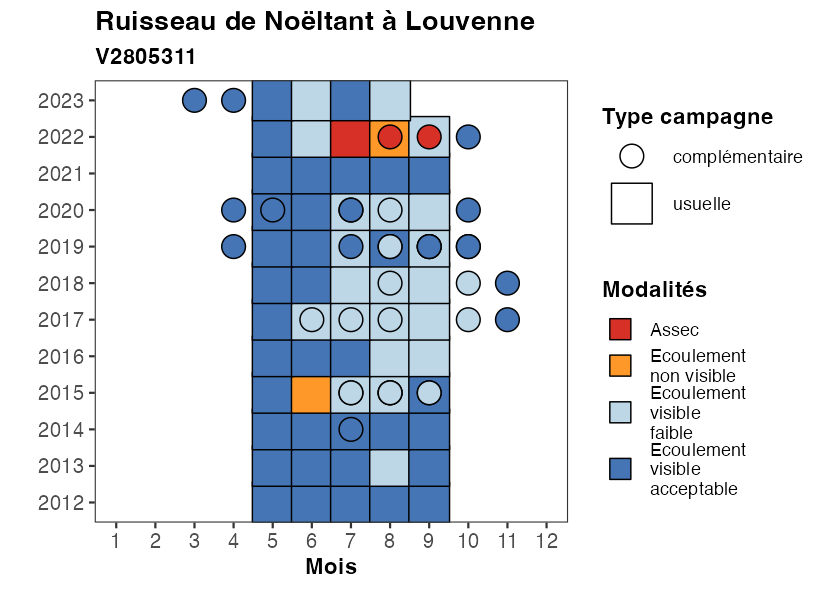 Ruisseau de Noëltant à Louvenne
V2805311
2023
2022
2021
2020
2019
2018
2017
2016
2015
2014
2013
2012
1 2 3 4 5 6 7 8 9 10 11 12
Mois
Type campagne
complémentaire
usuelle
Modalités
Assec
Ecoulement
non visible
Ecoulement
visible
faible
Ecoulement
visible
acceptable